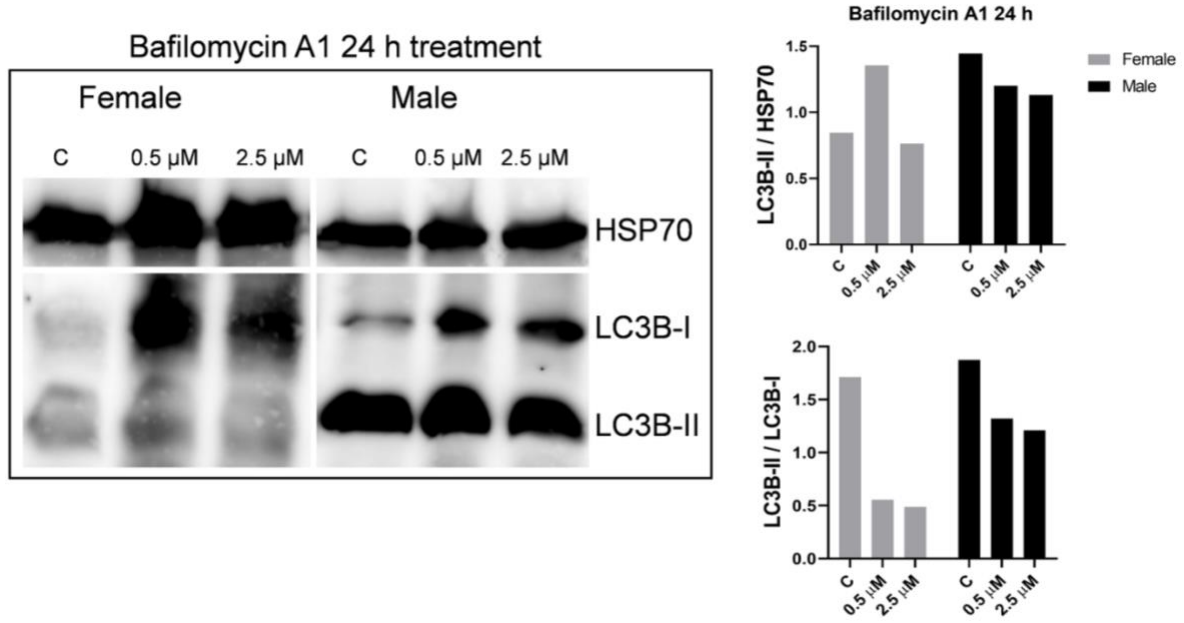 Bafilomycin A1 24 h treatment
Female Male
C 0.5 µM 2.5 µM C 0.5 µM 2.5 µM
HSP70
LC3B-I
LC3B-II
Bafilomycin A1 24 h
LC3B-II / HSP70
1.5
1.0
0.5
0.0
C 0.5 µM 2.5 µM C 0.5 µM 2.5 µM
Female
Male
LC3B-II / LC3B-I
2.0
1.5
1.0
0.5
0.0
C 0.5 µM 2.5 µM C 0.5 µM 2.5 µM